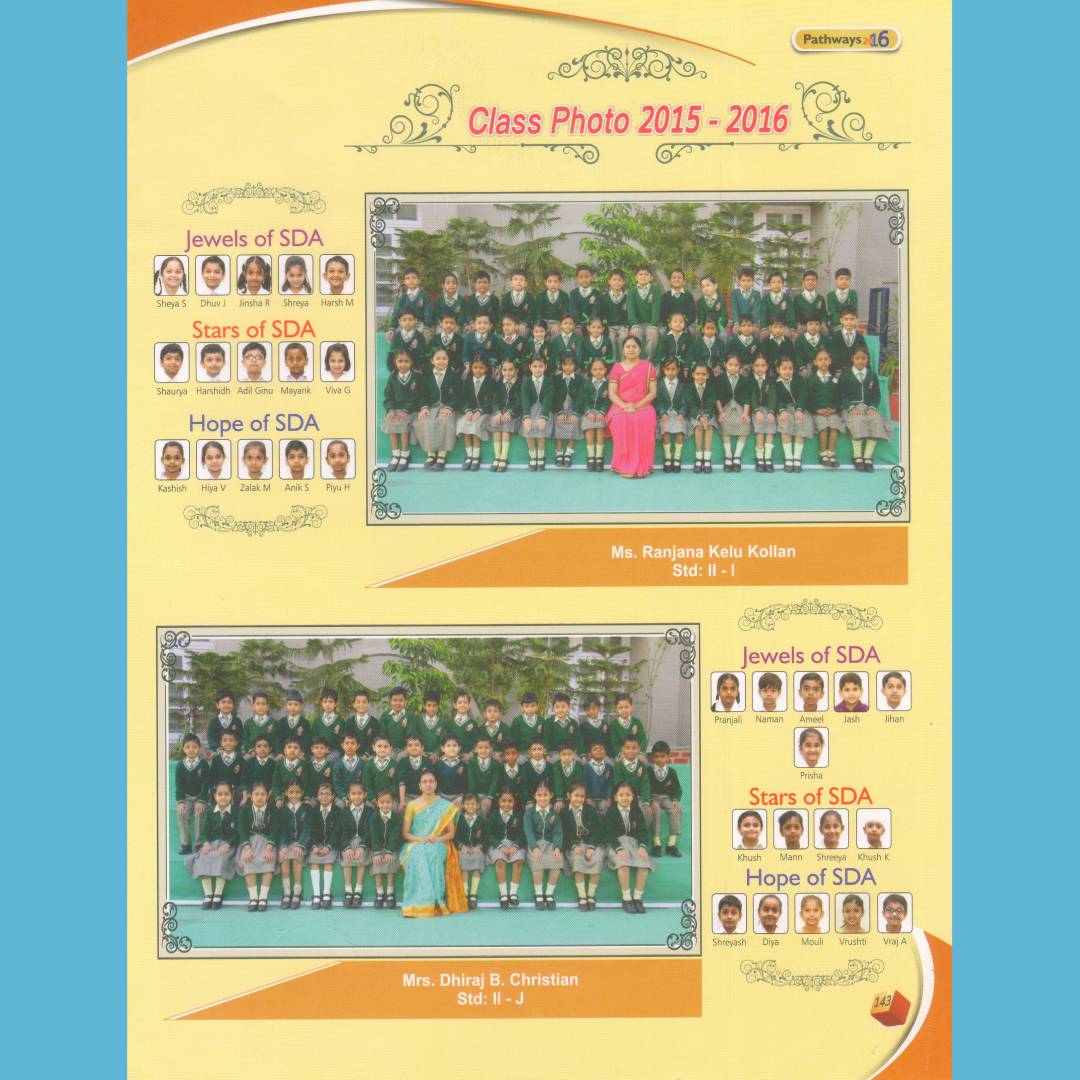 Pathways 2016
Class Photo 2015 - 2016
Jewels of SDA
Sheya S Dhuv J Jinsha R Shreya Harsh M
Stars of SDA
Shaurya Harshidh Adil Ginu Mayank Viva G
Hope of SDA
Kashish Hiya V Zalak M Anik S Piyu H
Ms. Ranjana Kelu Kollan
Std: II - I
Jewels of SDA
Pranjali Naman Ameel Jash Jihan
Prisha
Stars of SDA
Khush Mann Shreeya Khush K
Hope of SDA
Shreyash Diya Mouli Vrushti Vraj A
Mrs. Dhiraj B. Christian
Std: II - J
143